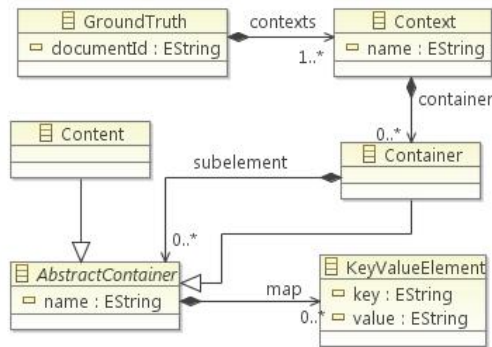 GroundTruth
documentId : EString
contexts
1..*
Context
name : EString
container
0..*
Content
Container
subelement
0..*
AbstractContainer
name : EString
map
0..*
KeyValueElement
key : EString
value : EString